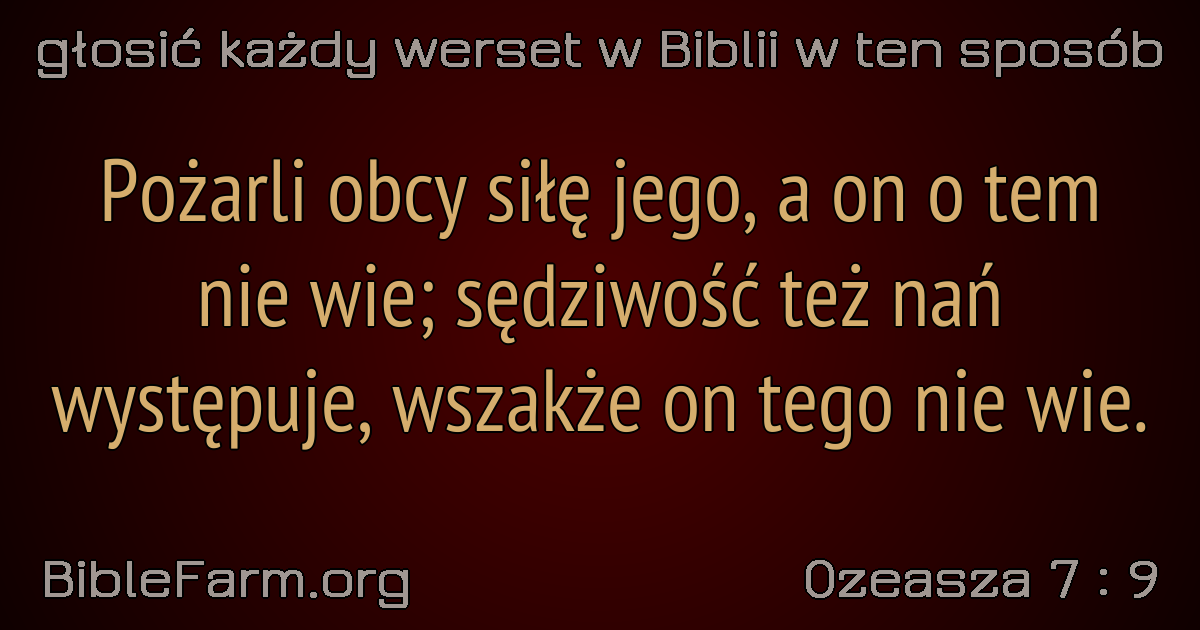 głosić każdy werset w Biblii w ten sposób
Pożarli obcy siłę jego, a on o tem
nie wie; sędziwość też nań
występuje, wszakże on tego nie wie.
BibleFarm.org
Ozeasza 7 : 9